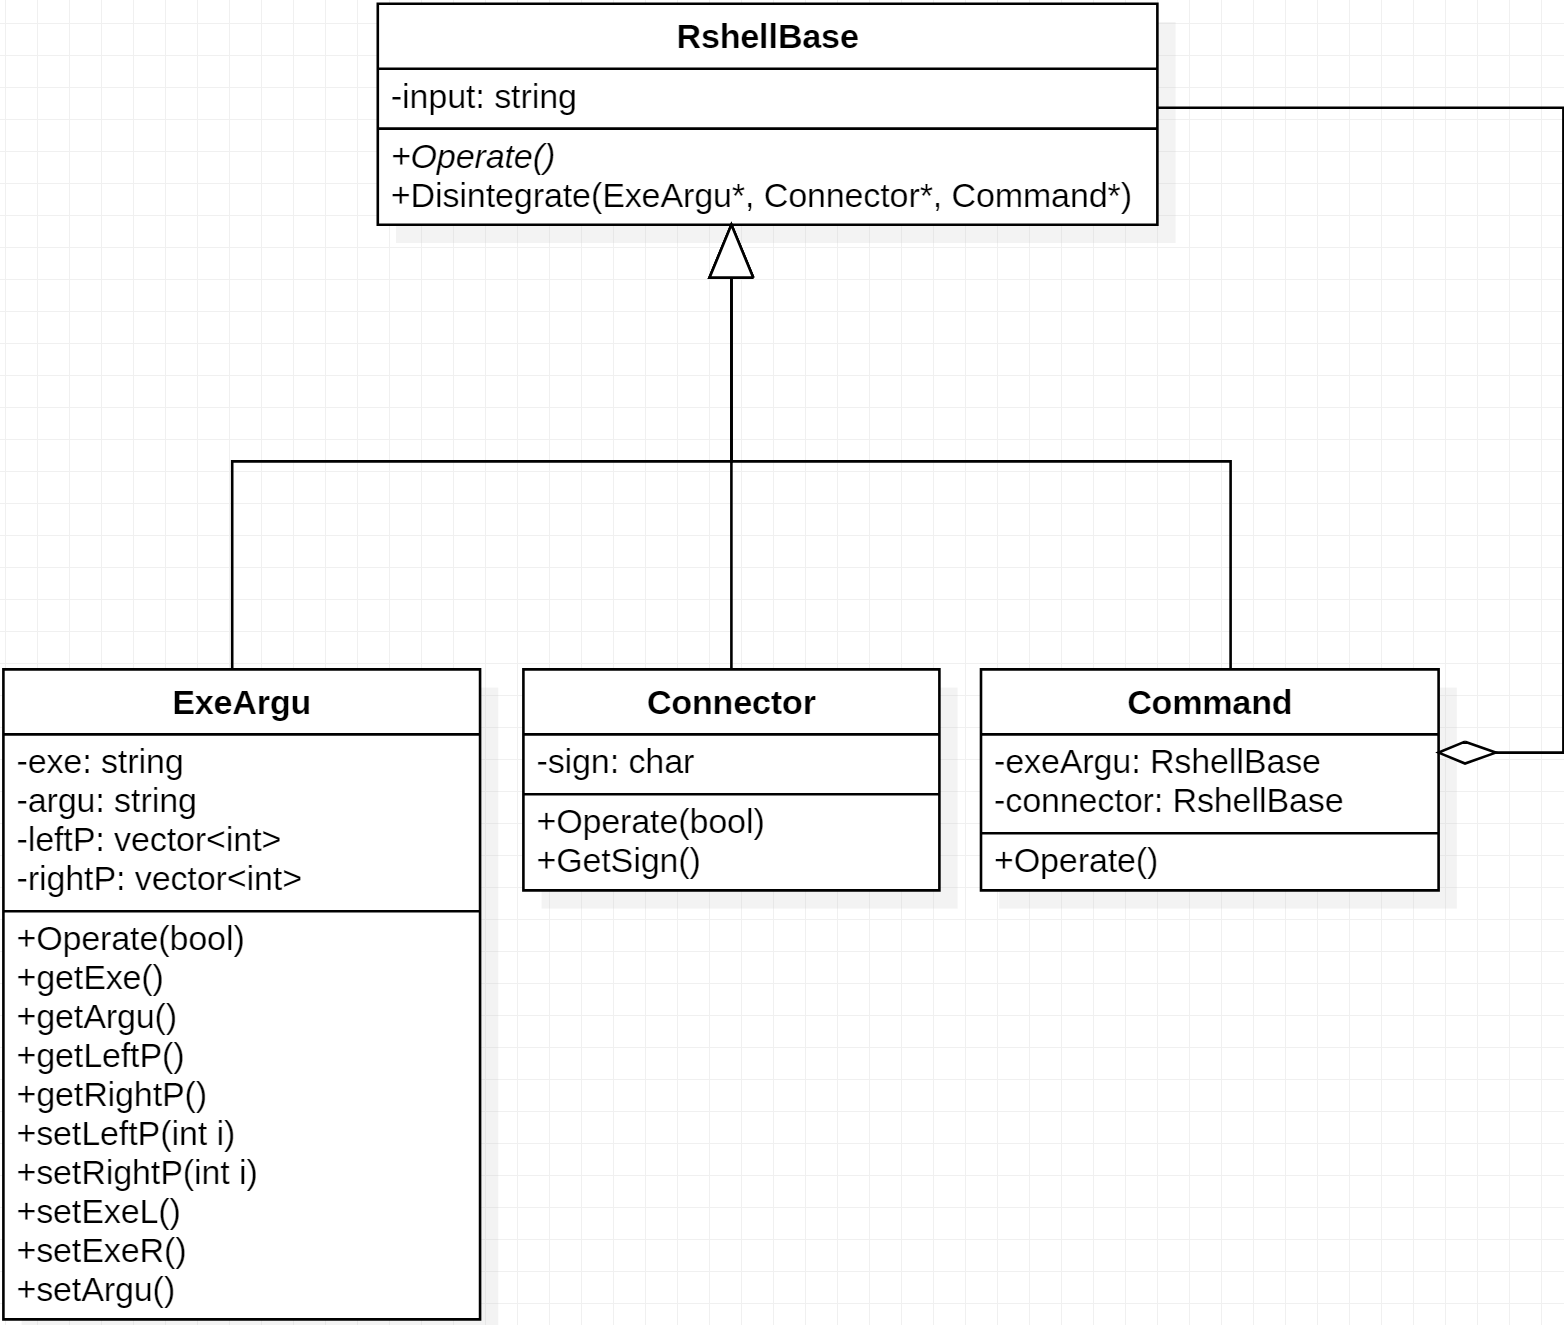 RshellBase
-input: string
+Operate()
+Disintegrate(ExeArgu*, Connector*, Command*)
ExeArgu
-exe: string
-argu: string
-leftP: vector<int>
-rightP: vector<int>
+Operate(bool)
+getExe()
+getArgu()
+getLeftP()
+getRightP()
+setLeftP(int i)
+setRightP(int i)
+setExeL()
+setExeR()
+setArgu()
Connector
-sign: char
+Operate(bool)
+GetSign()
Command
-exeArgu: RshellBase
-connector: RshellBase
+Operate()